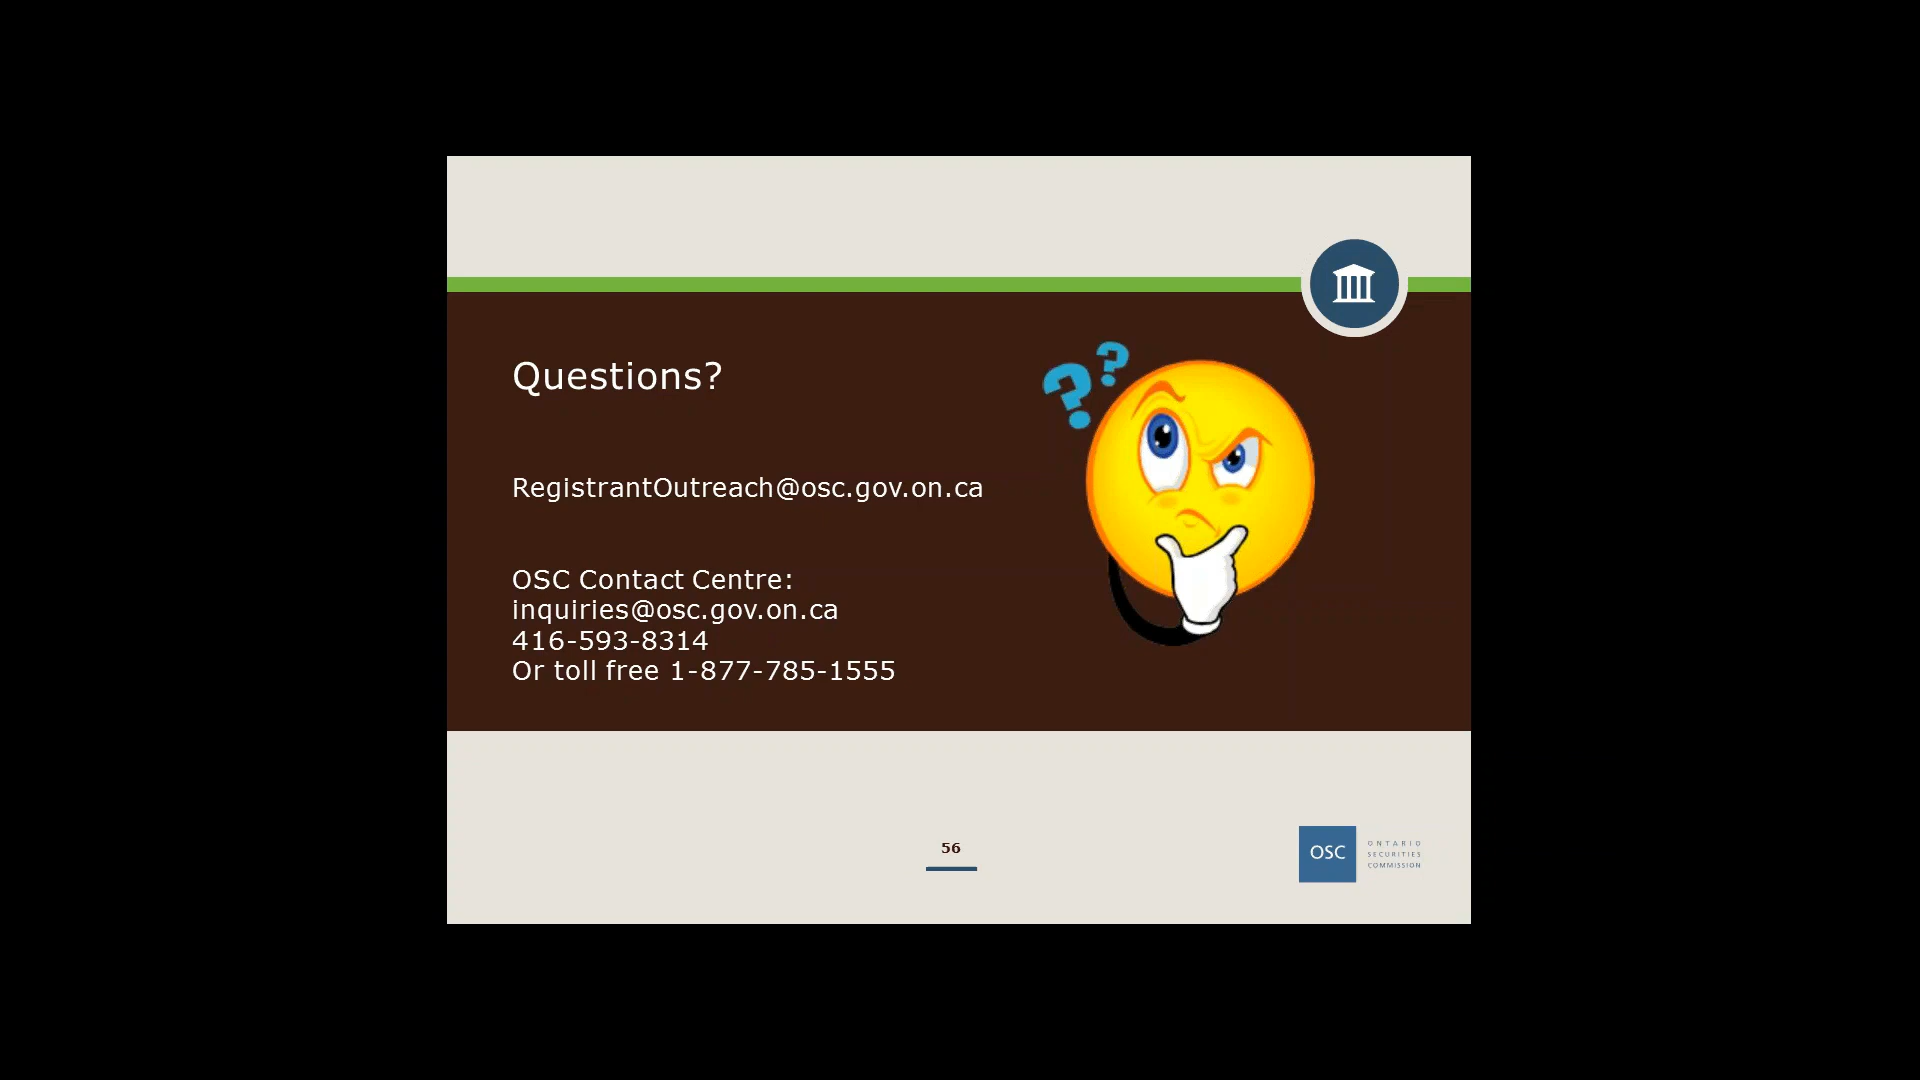 Questions?
RegistrantOutreach@osc.gov.on.ca
OSC Contact Centre:
inquiries@osc.gov.on.ca
416-593-8314
Or toll free 1-877-785-1555
? ?
56
OSC
ONTARIO
SECURITIES
COMMISSION